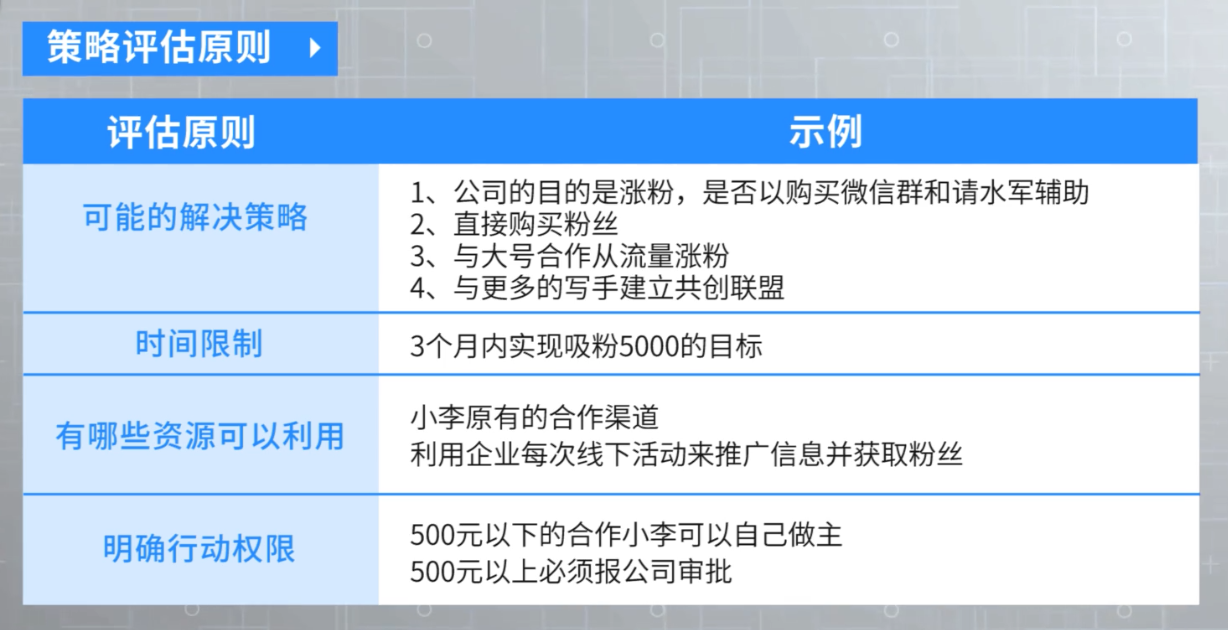 策略评估原则
评估原则
示例
可能的解决策略
1、公司的目的是涨粉，是否以购买微信群和请水军辅助
2、直接购买粉丝
3、与大号合作从流量涨粉
4、与更多的写手建立共创联盟
时间限制
3个月内实现吸粉5000的目标
有哪些资源可以利用
小李原有的合作渠道
利用企业每次线下活动来推广信息并获取粉丝
明确行动权限
500元以下的合作小李可以自己做主
500元以上必须报公司审批